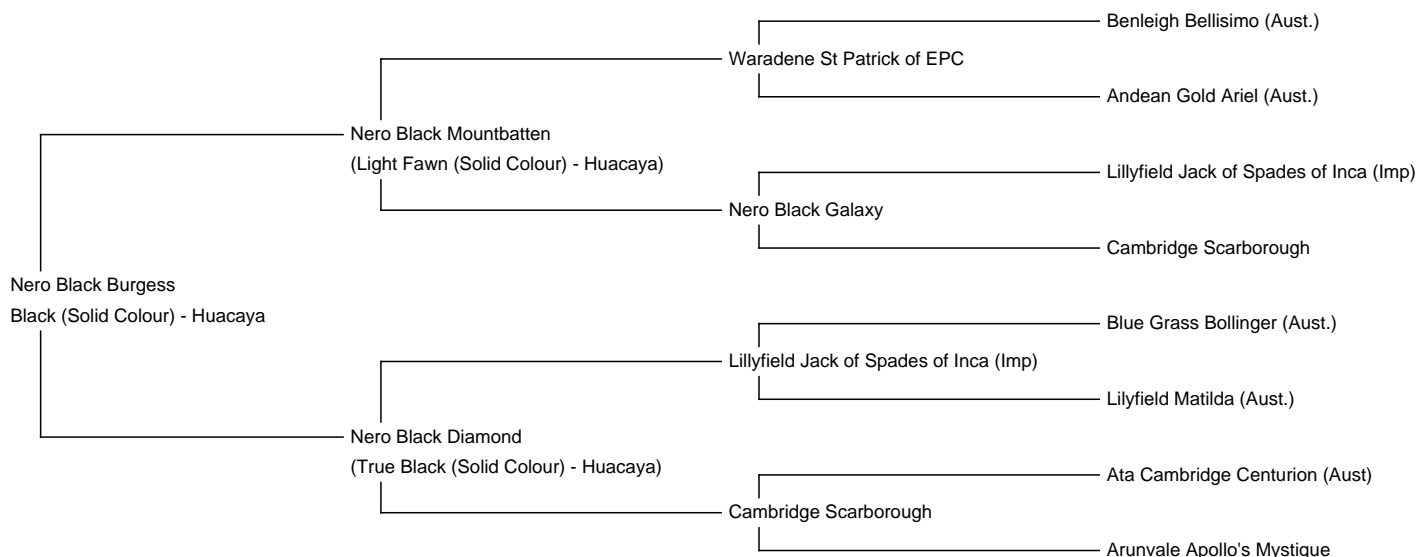 Benleigh Bellisimo (Aust.)
Waradene St Patrick of EPC
Andean Gold Ariel (Aust.)
Nero Black Mountbatten
(Light Fawn (Solid Colour) - Huacaya)
Lillyfield Jack of Spades of Inca (Imp)
Nero Black Galaxy
Cambridge Scarborough
Nero Black Burgess
Black (Solid Colour) - Huacaya
Blue Grass Bollinger (Aust.)
Lillyfield Jack of Spades of Inca (Imp)
Lilyfield Matilda (Aust.)
Nero Black Diamond
(True Black (Solid Colour) - Huacaya)
Ata Cambridge Centurion (Aust)
Cambridge Scarborough
Arunvale Apollo's Mystique